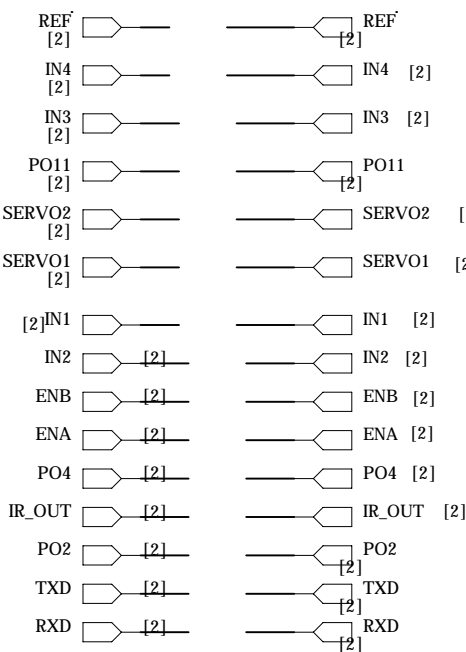 REF REF
[2] [2]
IN4 IN4 [2]
[2]
IN3 IN3 [2]
[2]
PO11 PO11
[2] [2]
SERVO2 SERVO2 [
[2]
SERVO1 SERVO1 [2
[2]
[2]IN1 IN1 [2]
IN2 [2] IN2 [2]
ENB [2] ENB [2]
ENA [2] ENA [2]
PO4 [2] PO4 [2]
IR_OUT [2] IR_OUT [2]
PO2 [2] PO2
[2]
TXD [2] TXD
[2]
RXD [2] RXD
[2]